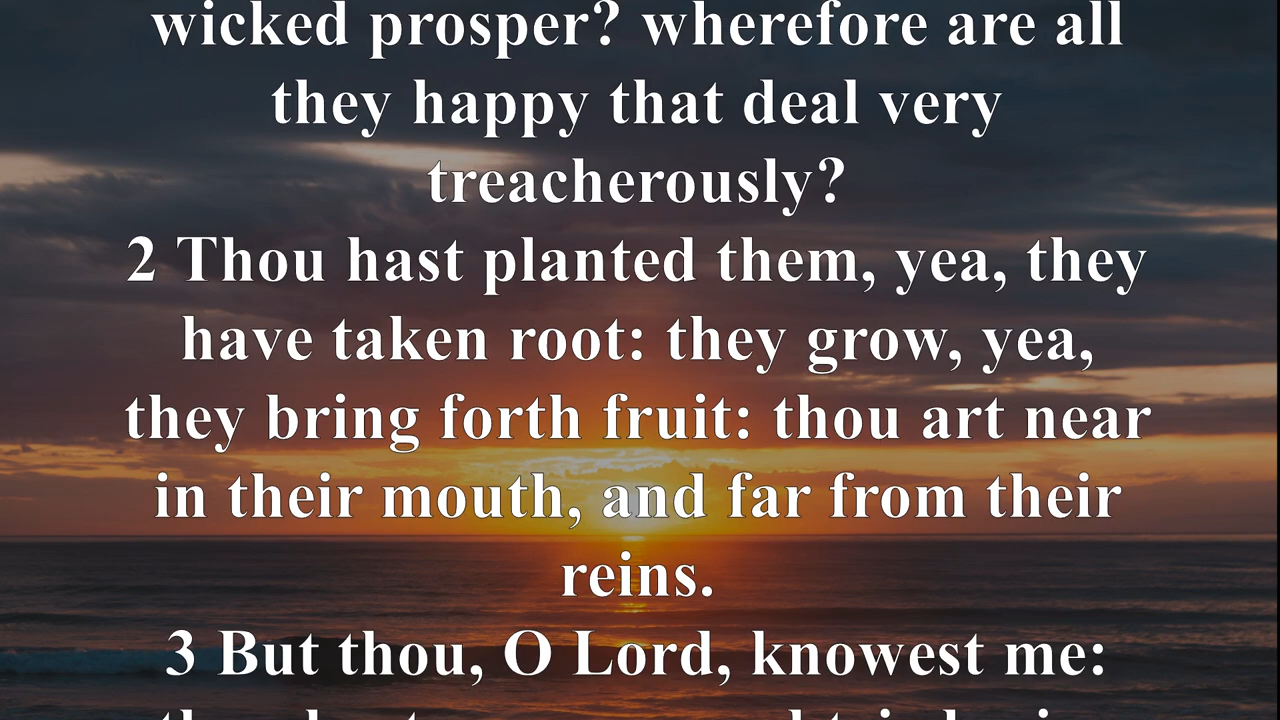 wicked prosper? wherefore are all
they happy that deal very
treacherously?
2 Thou hast planted them, yea, they
have taken root: they grow, yea,
they bring forth fruit: thou art near
in their mouth, and far from their
reins.
3 But thou, O Lord, knowest me: